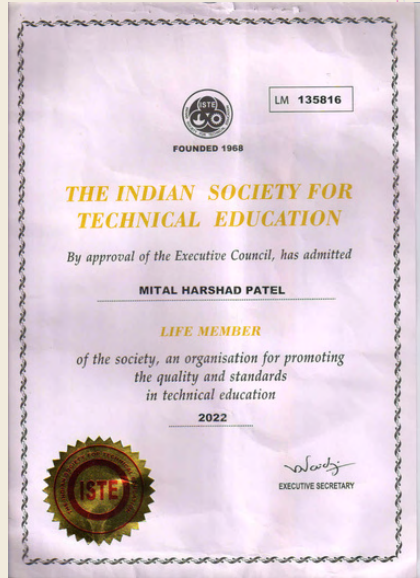 LM 135816
ISTE
FOUNDED 1968
THE INDIAN SOCIETY FOR
TECHNICAL EDUCATION
By approval of the Executive Council, has admitted
MITAL HARSHAD PATEL
LIFE MEMBER
of the society, an organisation for promoting
the quality and standards
in technical education
2022
ISTE
EXECUTIVE SECRETARY